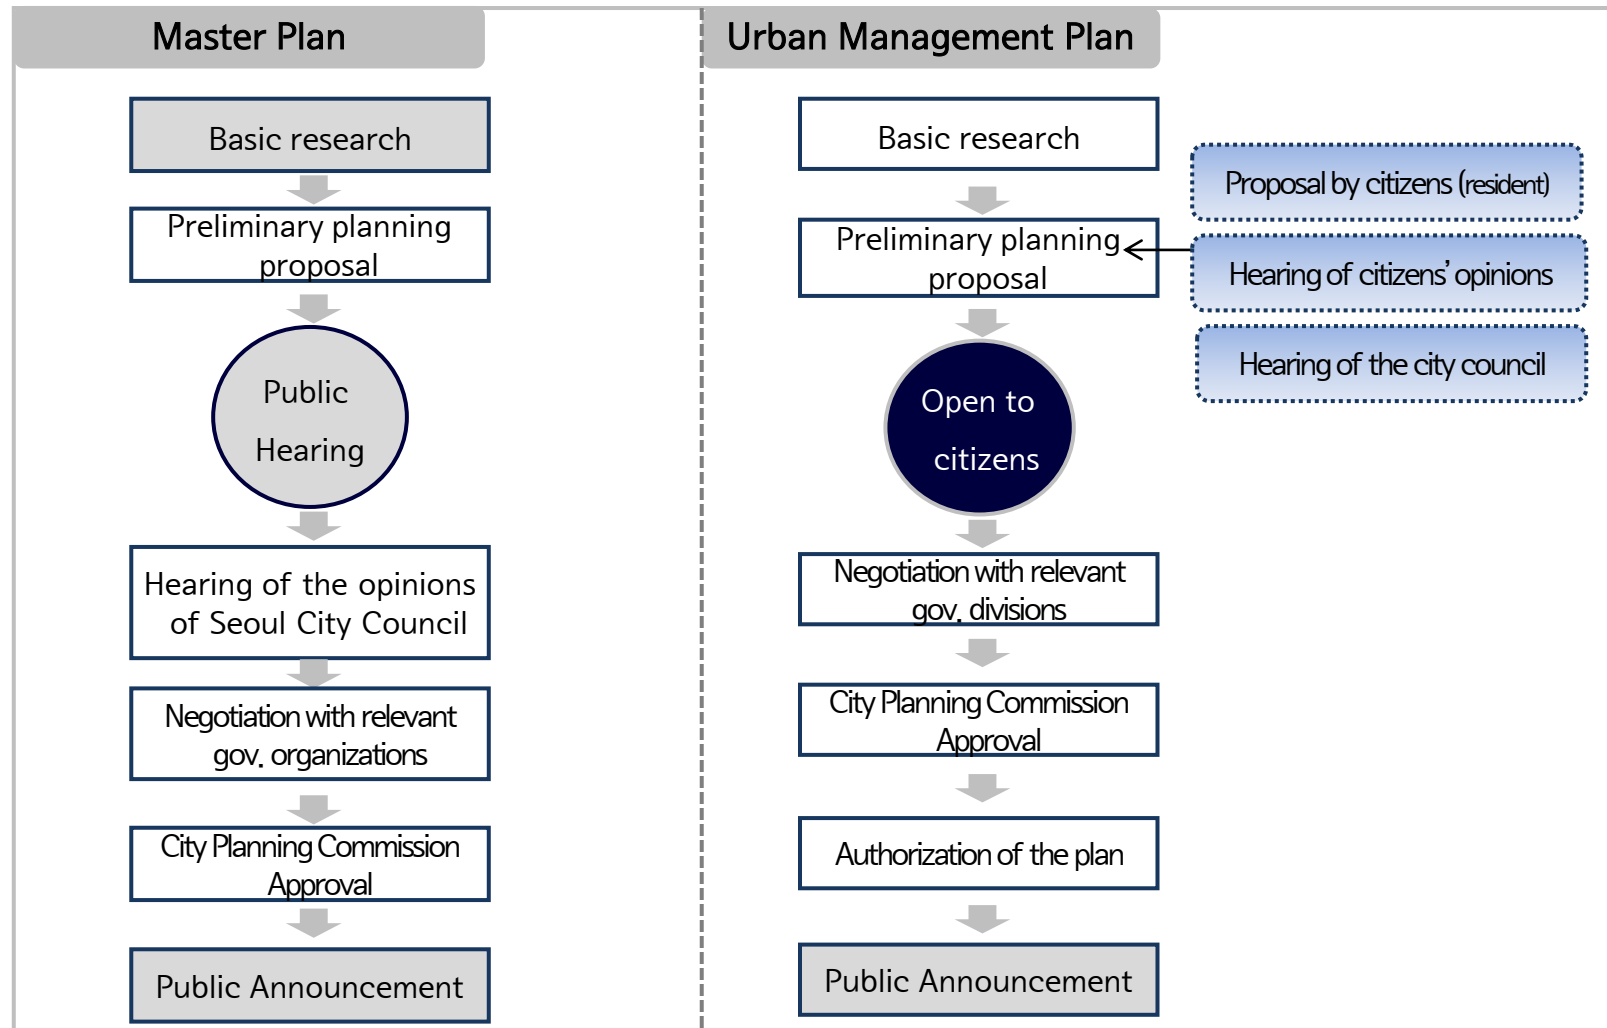 Master Plan
Basic research
Preliminary planning
proposal
Public
Hearing
Hearing of the opinions
of Seoul City Council
Negotiation with relevant
gov. organizations
City Planning Commission
Approval
Public Announcement
Urban Management Plan
Basic research
Preliminary planning
proposal
Proposal by citizens (resident)
Hearing of citizens’ opinions
Hearing of the city council
Open to
citizens
Negotiation with relevant
gov. divisions
City Planning Commission
Approval
Authorization of the plan
Public Announcement